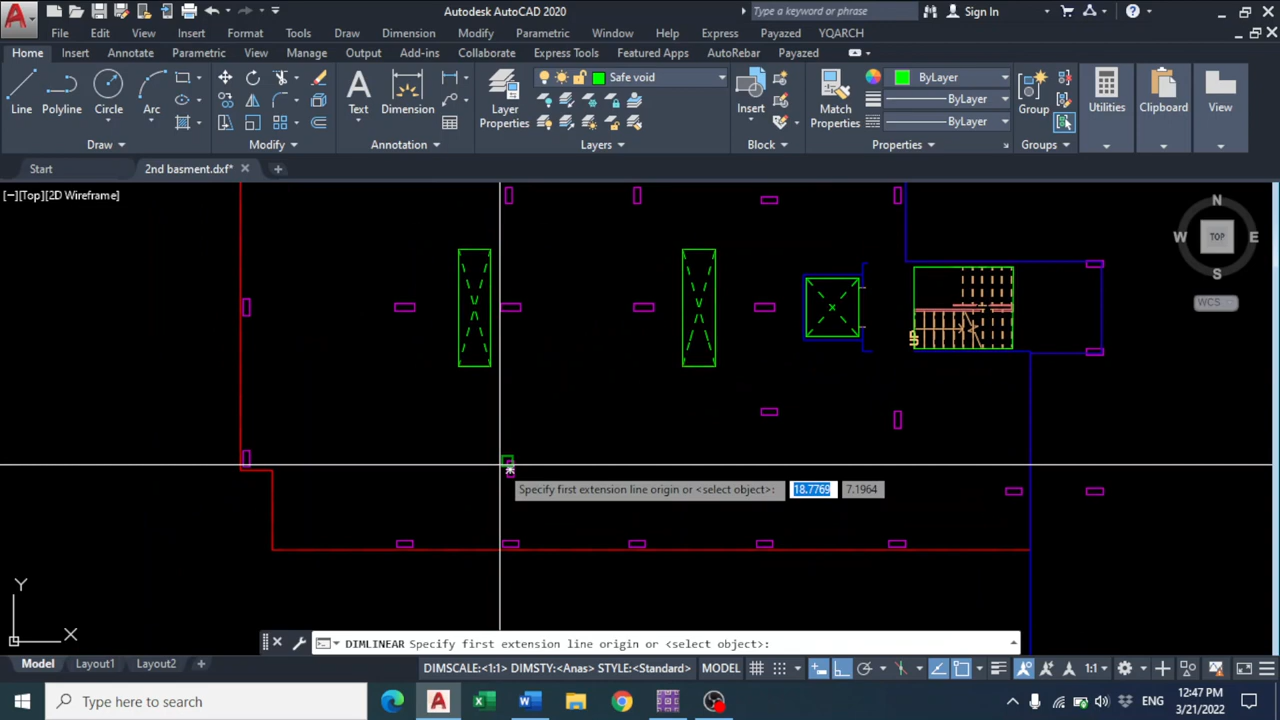 Autodesk AutoCAD 2020
2nd basment.dxf
Type a keyword or phrase
Sign In
File
Edit
View
Insert
Format
Tools
Draw
Dimension
Modify
Parametric
Window
Help
Express
Payazed
YQARCH
Home
Insert
Annotate
Parametric
View
Manage
Output
Add-ins
Collaborate
Express Tools
Featured Apps
AutoRebar
Payazed
Line
Polyline
Circle
Arc
Text
Dimension
Layer
Properties
Safe void
Insert
Match
Properties
ByLayer
ByLayer
ByLayer
Group
Utilities
Clipboard
View
Draw
Modify
Annotation
Layers
Block
Properties
Groups
Start
2nd basment.dxf*
[−][Top][2D Wireframe]
N
W
TOP
E
S
WCS
UP
Specify first extension line origin or <select object>:
18.7769
7.1964
Y
X
DIMLINEAR Specify first extension line origin or <select object>:
Model
Layout1
Layout2
DIMSCALE:<1:1> DIMSTY:<Anas> STYLE:<Standard>
MODEL
1:1
Type here to search
ENG
12:47 PM
3/21/2022